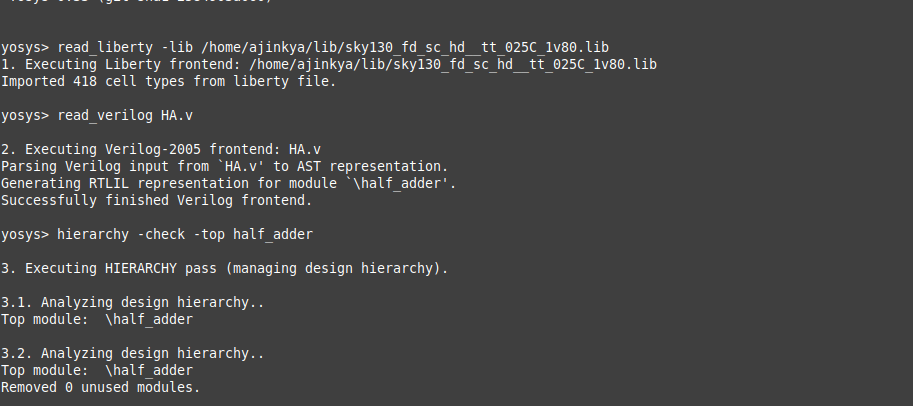 yosys> read_liberty -lib /home/ajinkya/lib/sky130_fd_sc_hd__tt_025C_1v80.lib
1. Executing Liberty frontend: /home/ajinkya/lib/sky130_fd_sc_hd__tt_025C_1v80.lib
Imported 418 cell types from liberty file.
yosys> read_verilog HA.v
2. Executing Verilog-2005 frontend: HA.v
Parsing Verilog input from `HA.v' to AST representation.
Generating RTLIL representation for module `\half_adder'.
Successfully finished Verilog frontend.
yosys> hierarchy -check -top half_adder
3. Executing HIERARCHY pass (managing design hierarchy).
3.1. Analyzing design hierarchy..
Top module:  \half_adder
3.2. Analyzing design hierarchy..
Top module:  \half_adder
Removed 0 unused modules.